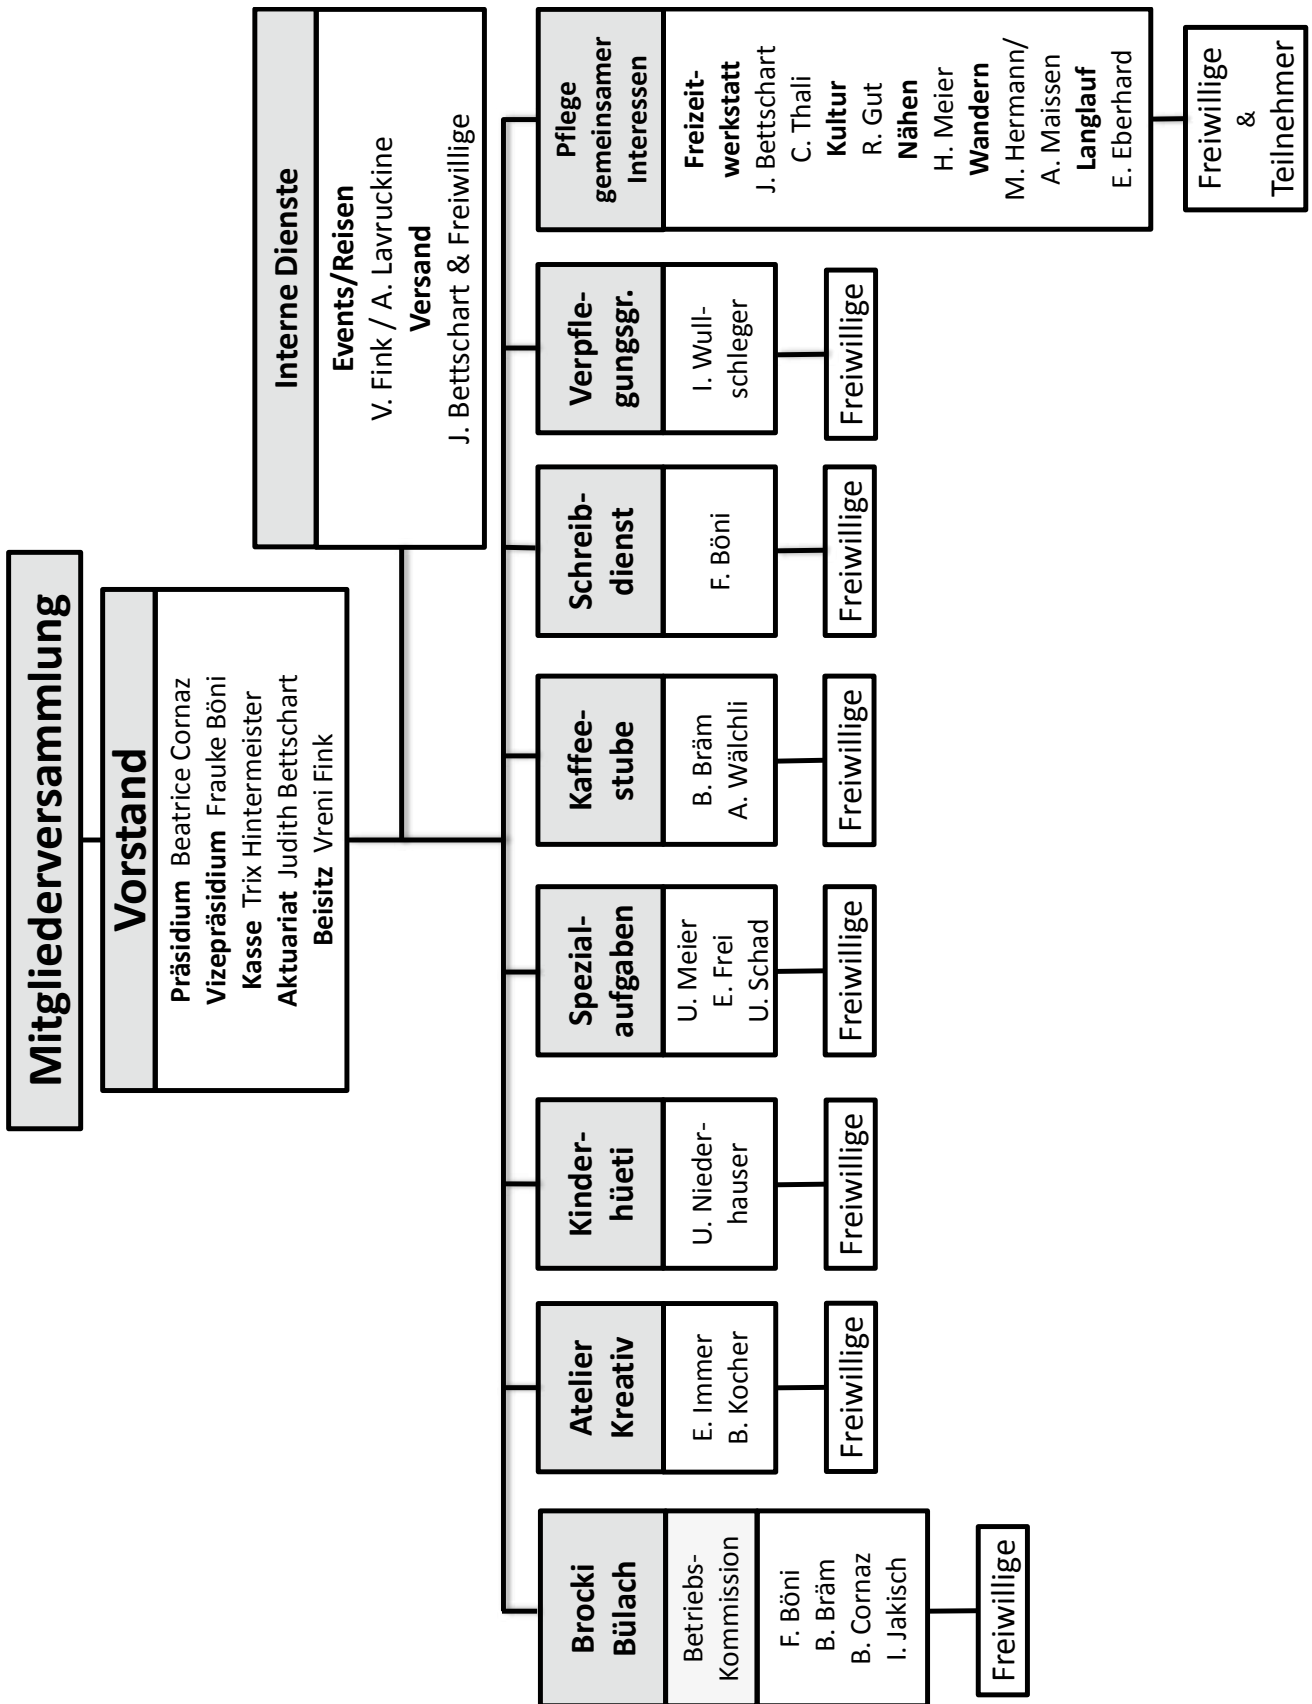 Mitgliederversammlung
Vorstand
Präsidium Beatrice Cornaz
Vizepräsidium Frauke Böni
Kasse Trix Hintermeister
Aktuariat Judith Bettschart
Beisitz Vreni Fink
Interne Dienste
Events/Reisen
V. Fink / A. Lavruckine
Versand
J. Bettschart & Freiwillige
Brocki
Bülach
Betriebs-
Kommission
F. Böni
B. Bräm
B. Cornaz
I. Jakisch
Freiwillige
Atelier
Kreativ
E. Immer
B. Kocher
Freiwillige
Kinder-
hüeti
U. Nieder-
hauser
Freiwillige
Spezial-
aufgaben
U. Meier
E. Frei
U. Schad
Freiwillige
Kaffee-
stube
B. Bräm
A. Wälchli
Freiwillige
Schreib-
dienst
F. Böni
Freiwillige
Verpfle-
gungsgr.
I. Wull-
schleger
Freiwillige
Pflege
gemeinsamer
Interessen
Freizeit-
werkstatt
J. Bettschart
C. Thali
Kultur
R. Gut
Nähen
H. Meier
Wandern
M. Hermann/
A. Maissen
Langlauf
E. Eberhard
Freiwillige
&
Teilnehmer